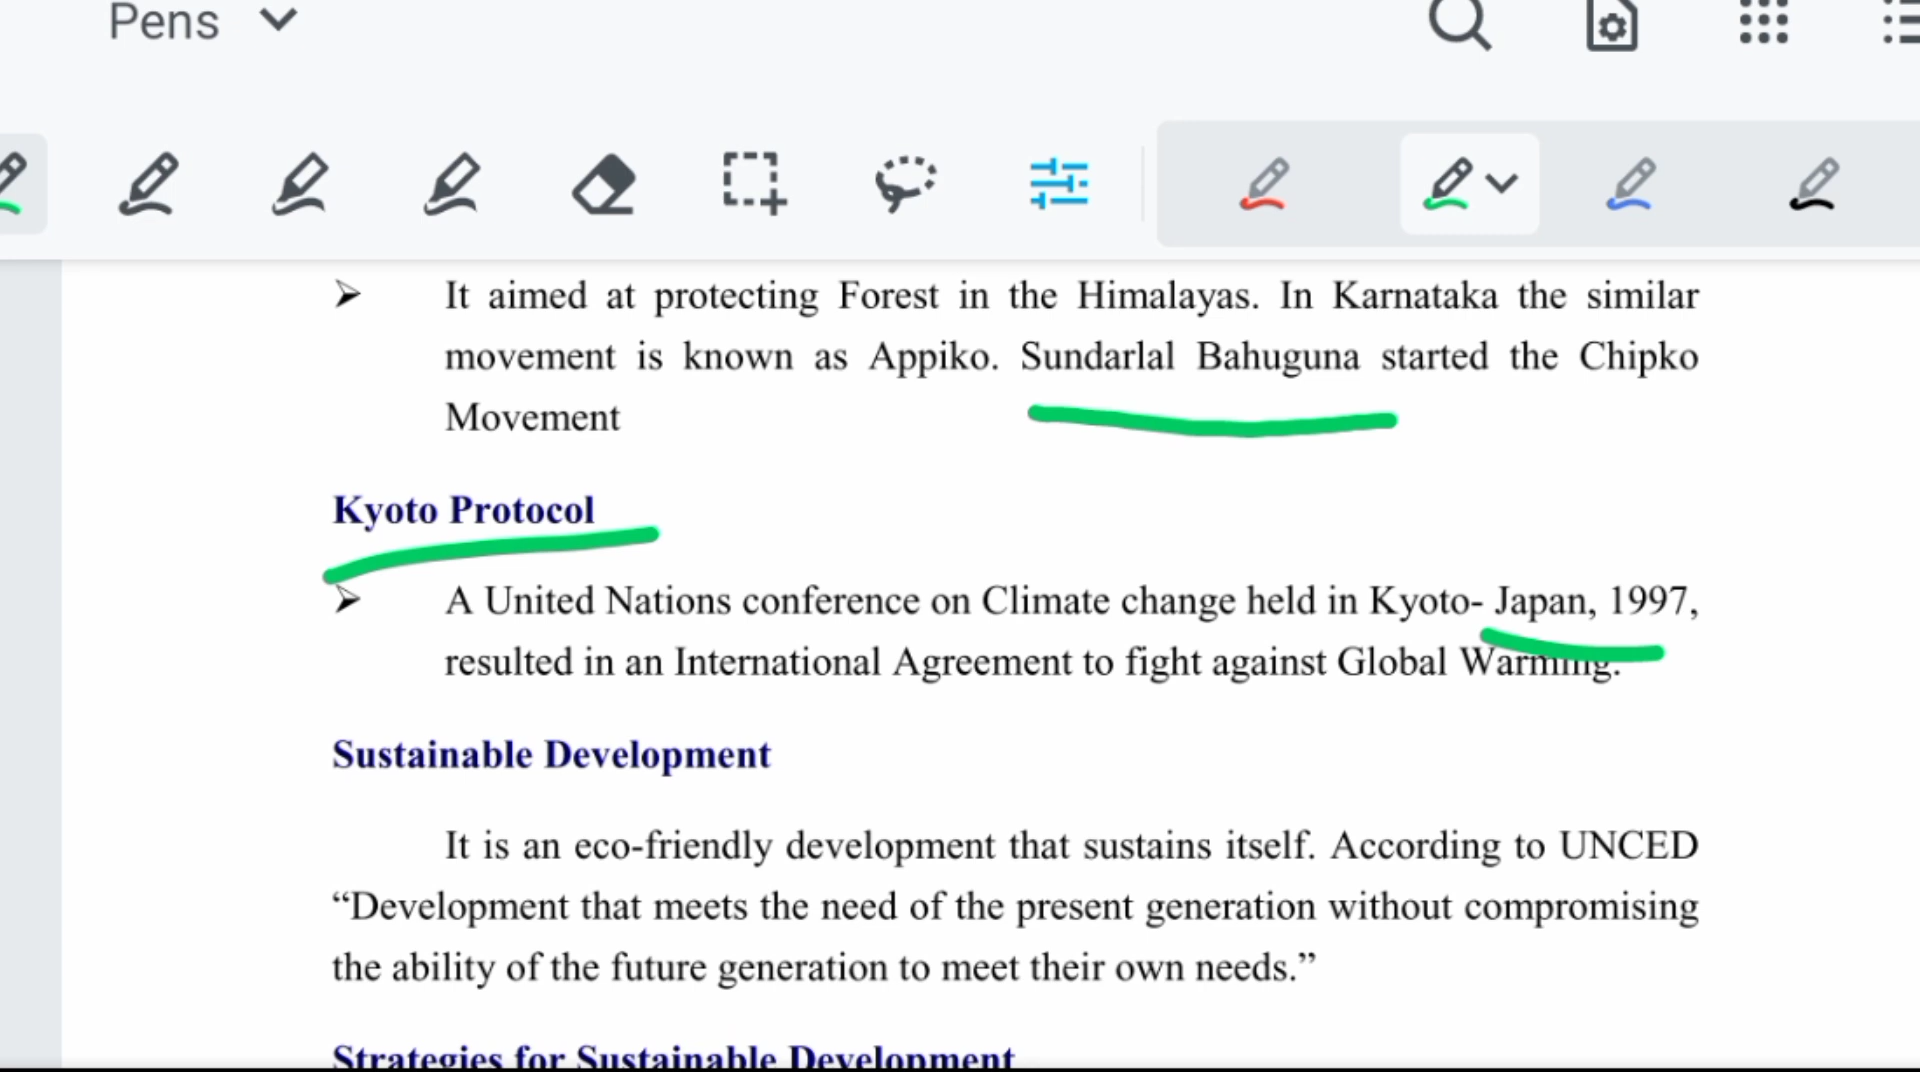 Pens
➢ It aimed at protecting Forest in the Himalayas. In Karnataka the similar
movement is known as Appiko. Sundarlal Bahuguna started the Chipko
Movement
Kyoto Protocol
➢ A United Nations conference on Climate change held in Kyoto- Japan, 1997,
resulted in an International Agreement to fight against Global Warming.
Sustainable Development
It is an eco-friendly development that sustains itself. According to UNCED
“Development that meets the need of the present generation without compromising
the ability of the future generation to meet their own needs.”
Strategies for Sustainable Development